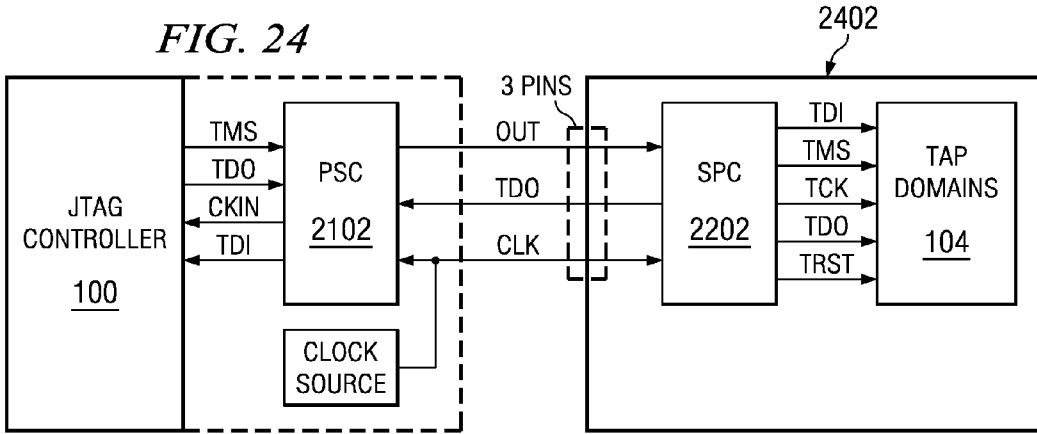 FIG. 24
2402
3 PINS
JTAG
CONTROLLER
100
TMS
TDO
CKIN
TDI
PSC
2102
CLOCK
SOURCE
OUT
TDO
CLK
SPC
2202
TDI
TMS
TCK
TDO
TRST
TAP
DOMAINS
104